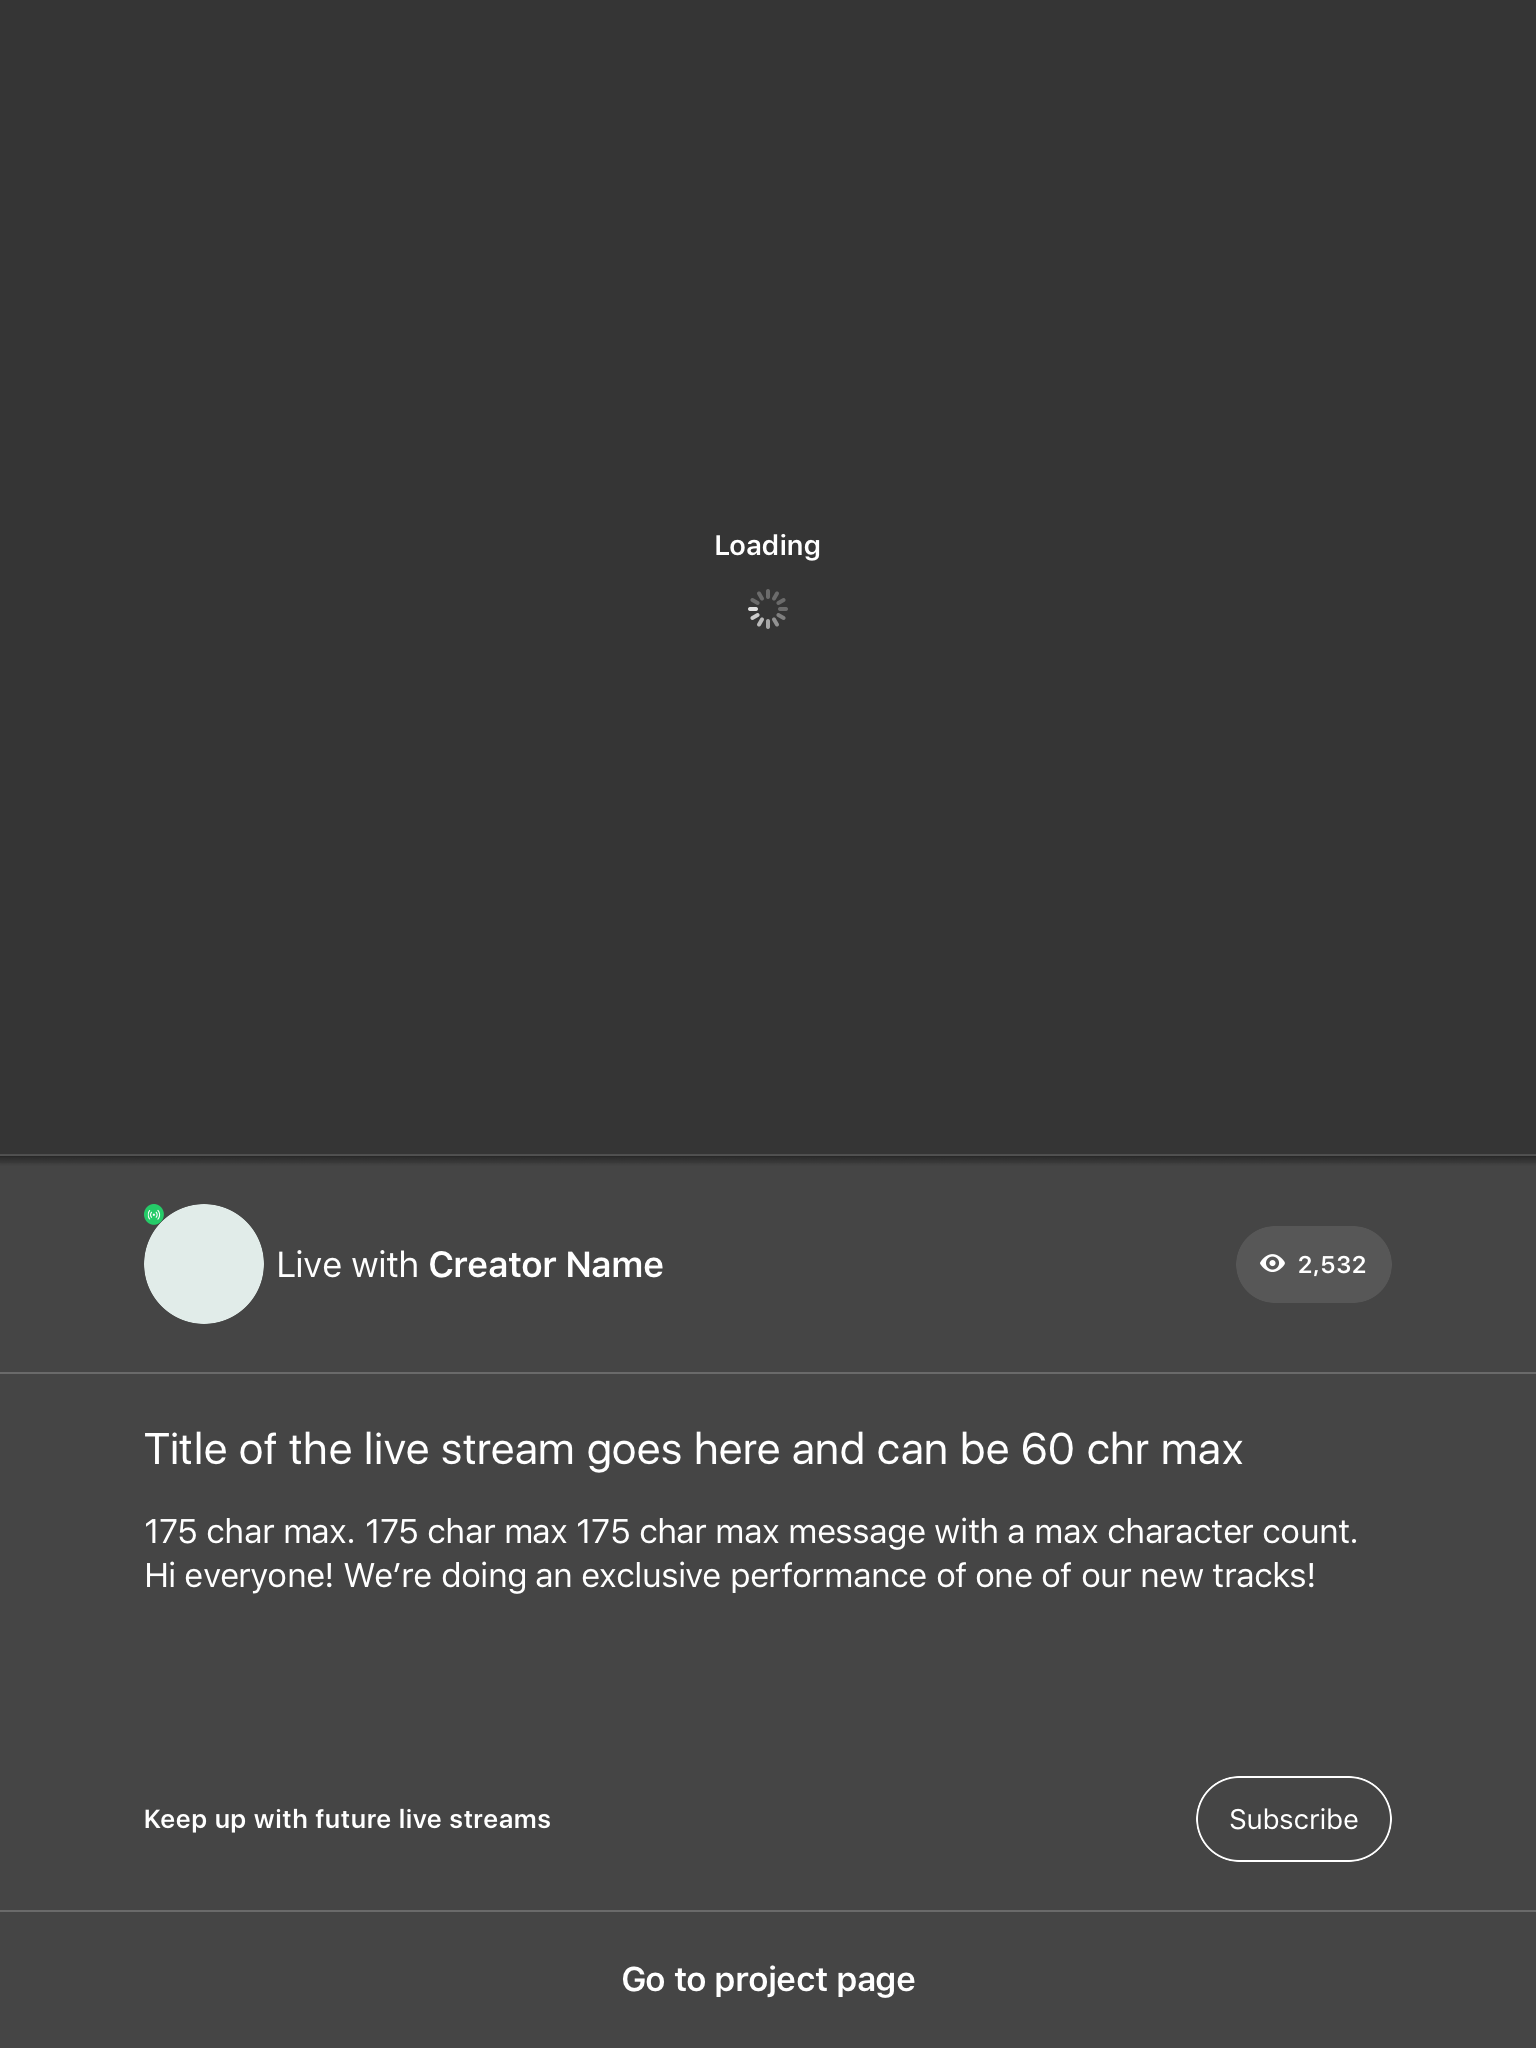 Loading
Live with Creator Name
2,532
Title of the live stream goes here and can be 60 chr max
175 char max. 175 char max 175 char max message with a max character count.
Hi everyone! We’re doing an exclusive performance of one of our new tracks!
Keep up with future live streams
Subscribe
Go to project page